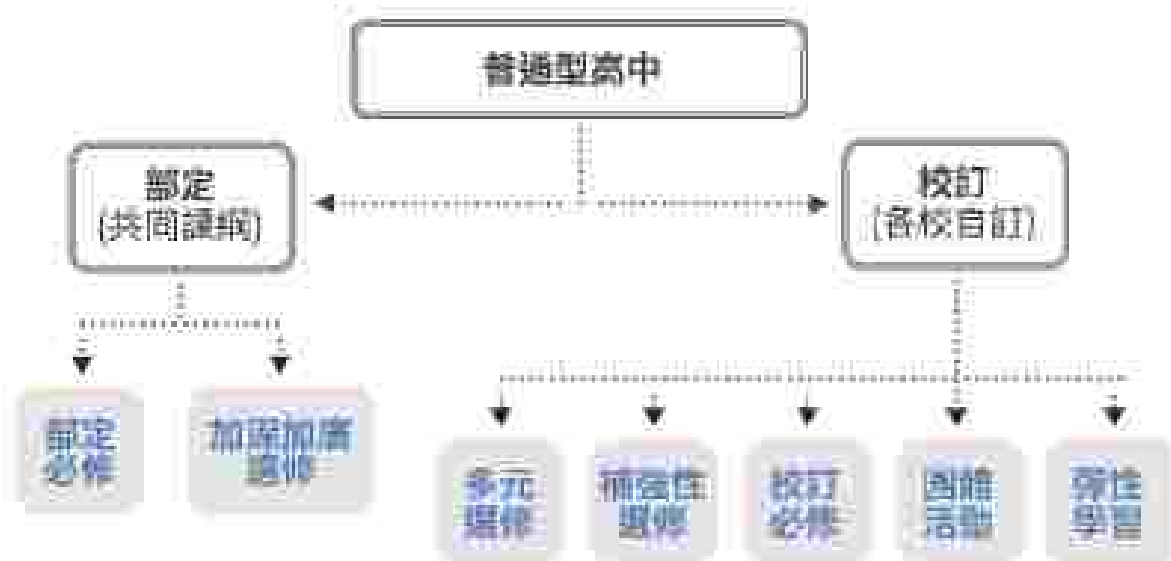 普通型高中
部定
(共同課綱)
校訂
(各校自訂)
部定
必修
加深加廣
選修
多元
選修
補強性
選修
校訂
必修
團體
活動
彈性
學習